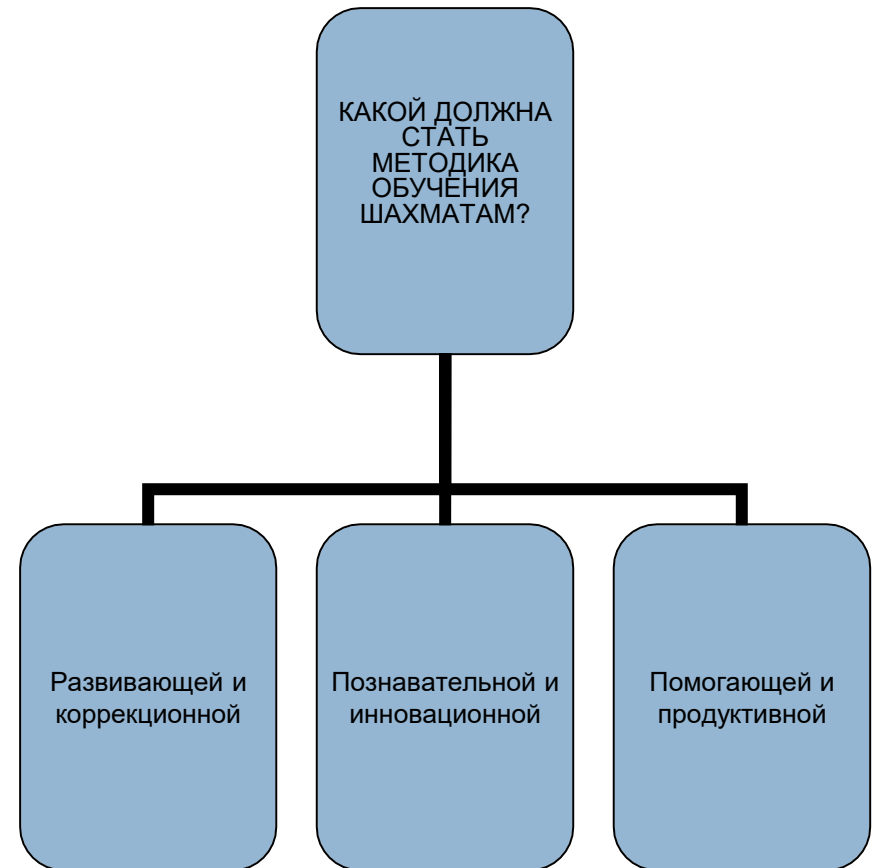 КАКОЙ ДОЛЖНА
СТАТЬ
МЕТОДИКА
ОБУЧЕНИЯ
ШАХМАТАМ?
Развивающей и
коррекционной
Познавательной и
инновационной
Помогающей и
продуктивной